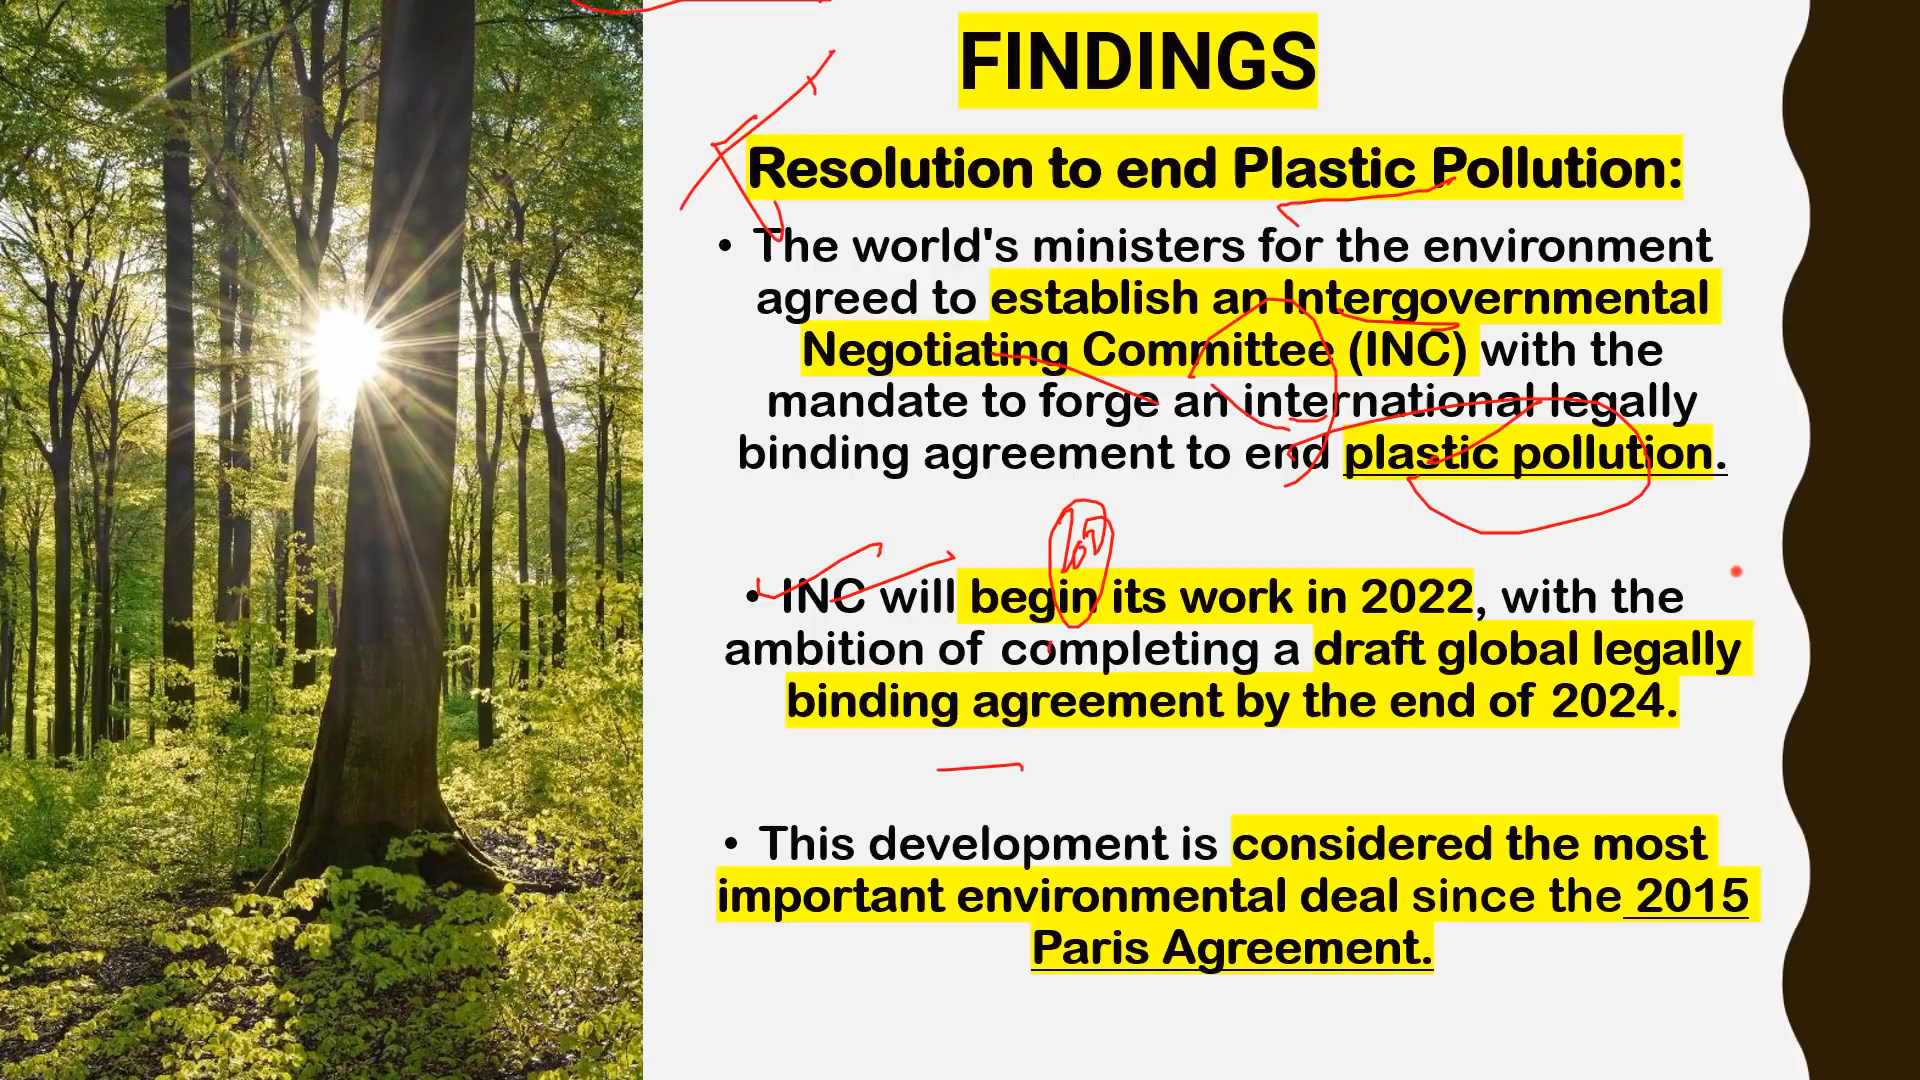 FINDINGS
Resolution to end Plastic Pollution:
• The world's ministers for the environment
agreed to establish an Intergovernmental
Negotiating Committee (INC) with the
mandate to forge an international legally
binding agreement to end plastic pollution.
• INC will begin its work in 2022, with the
ambition of completing a draft global legally
binding agreement by the end of 2024.
• This development is considered the most
important environmental deal since the 2015
Paris Agreement.